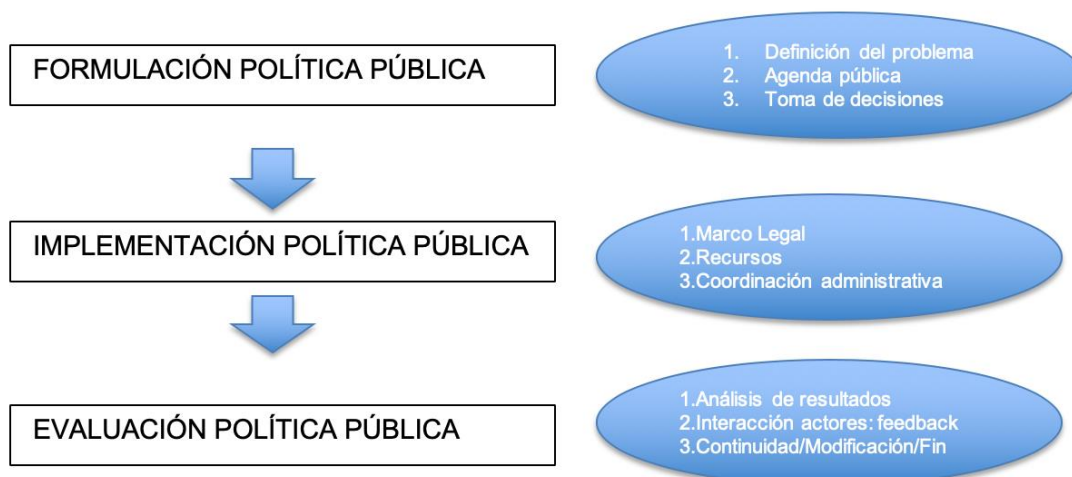 FORMULACIÓN POLÍTICA PÚBLICA
1. Definición del problema
2. Agenda pública
3. Toma de decisiones
IMPLEMENTACIÓN POLÍTICA PÚBLICA
1.Marco Legal
2.Recursos
3.Coordinación administrativa
EVALUACIÓN POLÍTICA PÚBLICA
1.Análisis de resultados
2.Interacción actores: feedback
3.Continuidad/Modificación/Fin